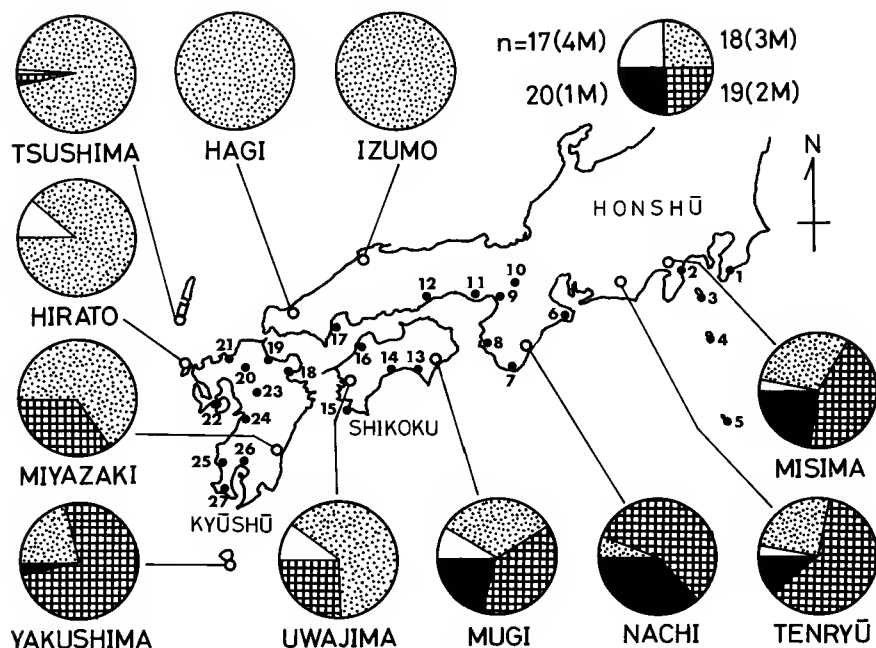 n=17(4M)
18(3M)
20(1M)
19(2M)
TSUSHIMA
HAGI
IZUMO
N
HONSHŪ
HIRATO
10
12
11
9
2
1
3
6
17
8
4
16
21
19
14
13
7
20
18
23
22
15
5
24
SHIKOKU
MISIMA
MIYAZAKI
25
26
27
KYŪSHŪ
YAKUSHIMA
UWAJIMA
MUGI
NACHI
TENRYŪ